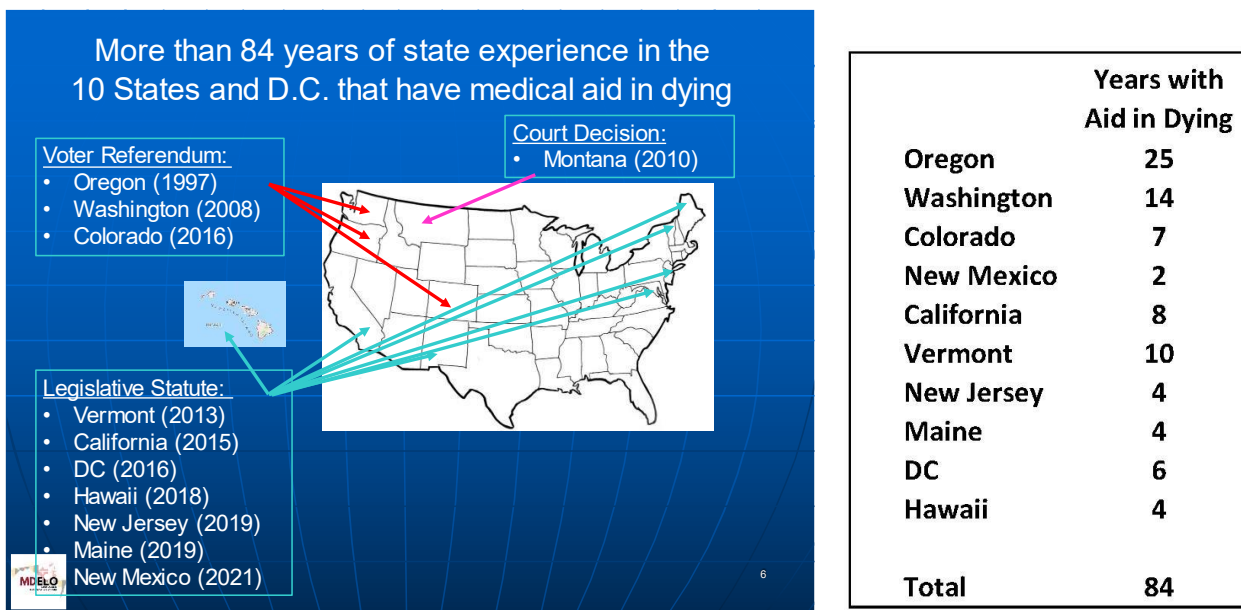 More than 84 years of state experience in the
10 States and D.C. that have medical aid in dying
Voter Referendum:
• Oregon (1997)
• Washington (2008)
• Colorado (2016)
Court Decision:
• Montana (2010)
Legislative Statute:
• Vermont (2013)
• California (2015)
• DC (2016)
• Hawaii (2018)
• New Jersey (2019)
• Maine (2019)
• New Mexico (2021)
MDELO
6
Years with
Aid in Dying
Oregon 25
Washington 14
Colorado 7
New Mexico 2
California 8
Vermont 10
New Jersey 4
Maine 4
DC 6
Hawaii 4
Total 84